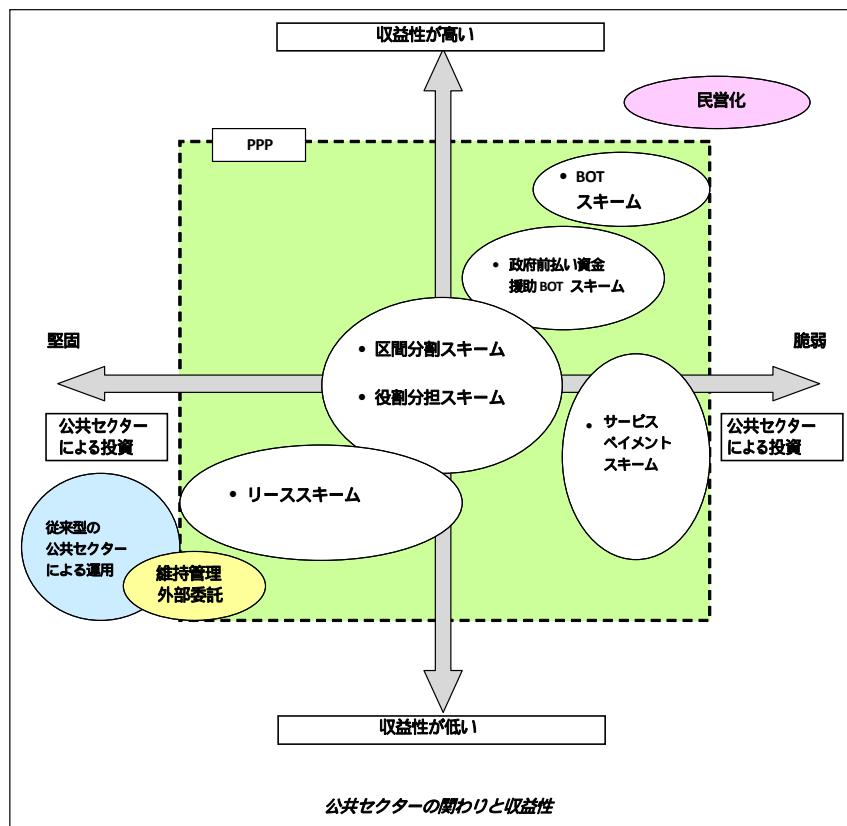 収益性が高い
民営化
PPP
• BOT
スキーム
• 政府前払い資金
援助 BOT スキーム
堅固
脆弱
• 区間分割スキーム
• 役割分担スキーム
公共セクター
による投資
• サービス
ペイメント
スキーム
公共セクター
による投資
• リーススキーム
従来型の
公共セクター
による運用
維持管理
外部委託
収益性が低い
公共セクターの関わりと収益性